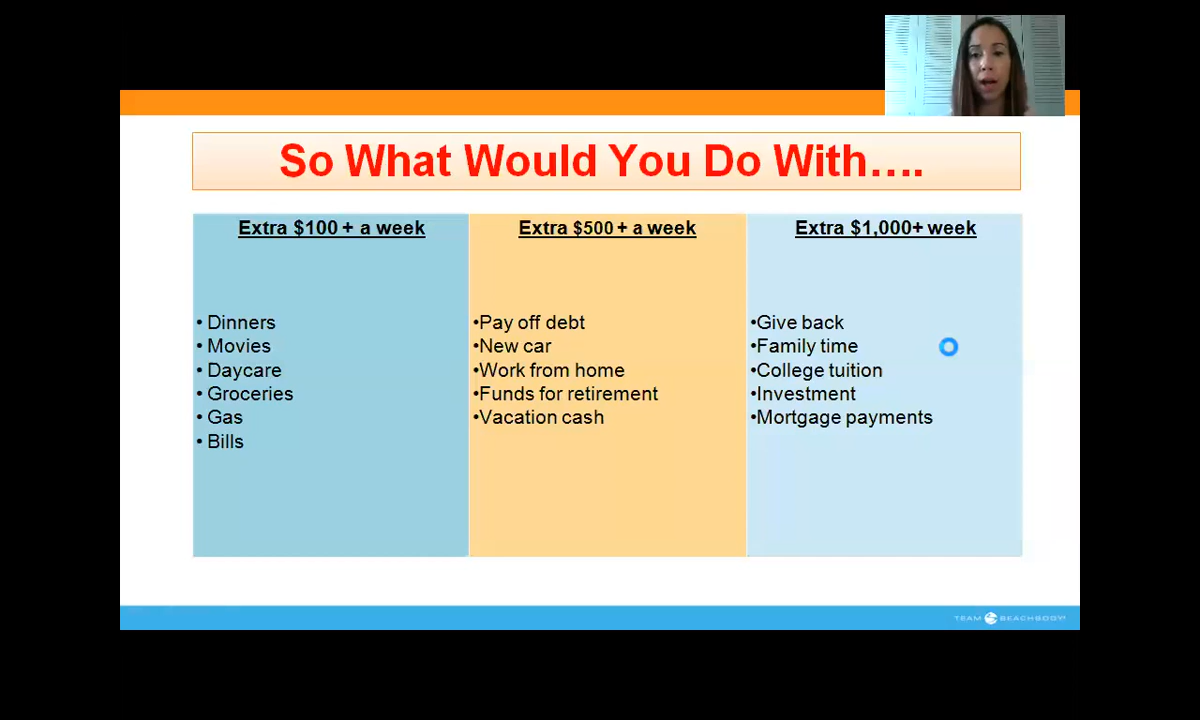 So What Would You Do With….
Extra $100 + a week
• Dinners
• Movies
• Daycare
• Groceries
• Gas
• Bills
Extra $500 + a week
•Pay off debt
•New car
•Work from home
•Funds for retirement
•Vacation cash
Extra $1,000+ week
•Give back
•Family time
•College tuition
•Investment
•Mortgage payments
TEAM BEACHBODY